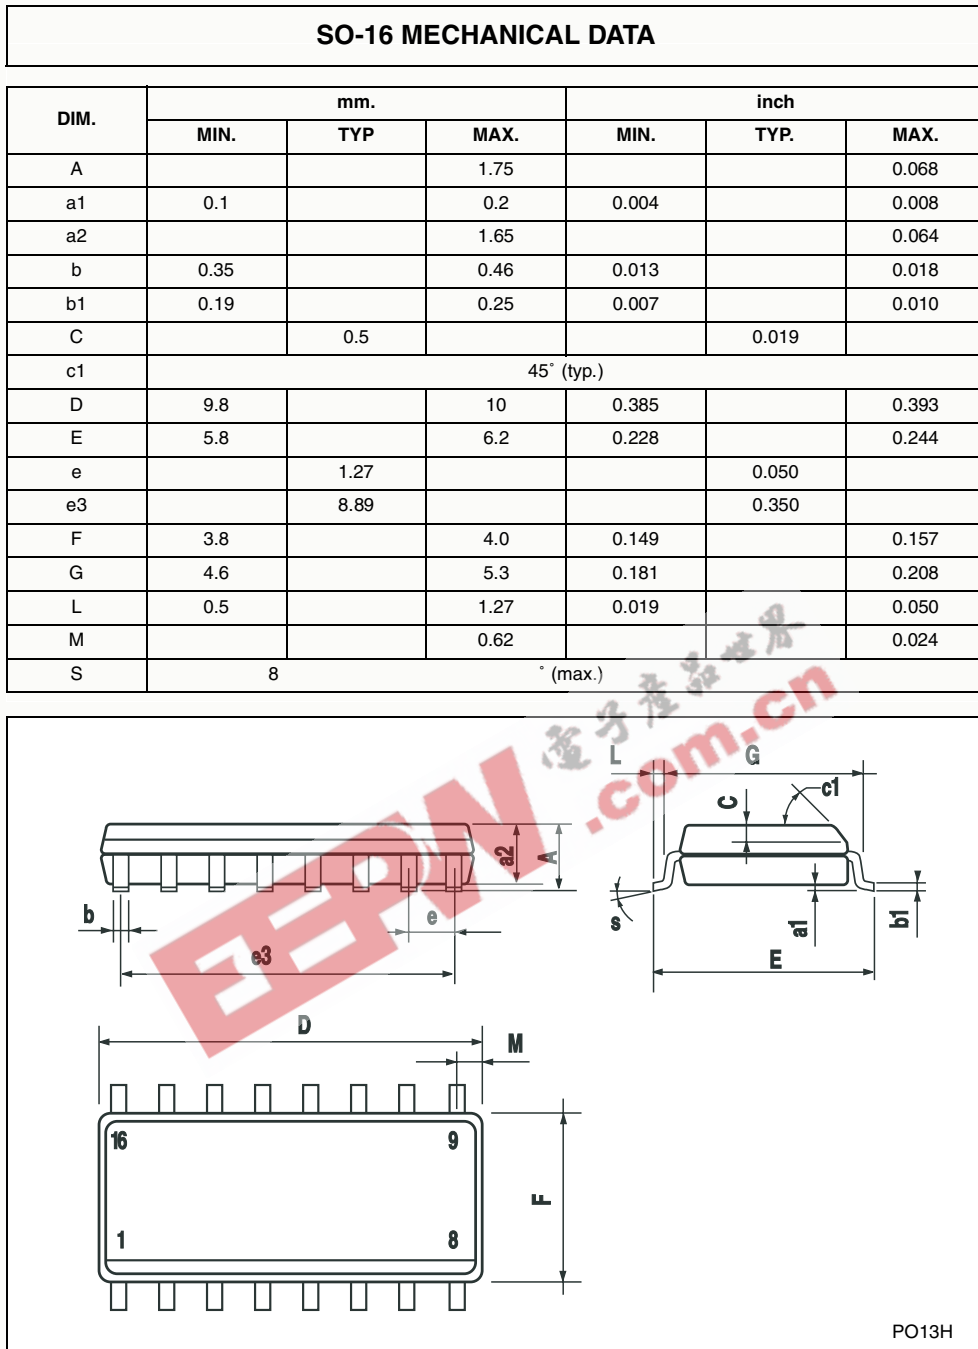 SO-16 MECHANICAL DATA
DIM. mm. inch
MIN. TYP MAX. MIN. TYP. MAX.
A 1.75 0.068
a1 0.1 0.2 0.004 0.008
a2 1.65 0.064
b 0.35 0.46 0.013 0.018
b1 0.19 0.25 0.007 0.010
C 0.5 0.019
c1 45˚ (typ.)
D 9.8 10 0.385 0.393
E 5.8 6.2 0.228 0.244
e 1.27 0.050
e3 8.89 0.350
F 3.8 4.0 0.149 0.157
G 4.6 5.3 0.181 0.208
L 0.5 1.27 0.019 0.050
M 0.62 0.024
S 8 ˚ (max.)
電子產品世界
EEPW .com.cn
L G
c1
C
a2 A
b e
s a1 b1
e3 E
D
M
16 9
F
1 8
PO13H